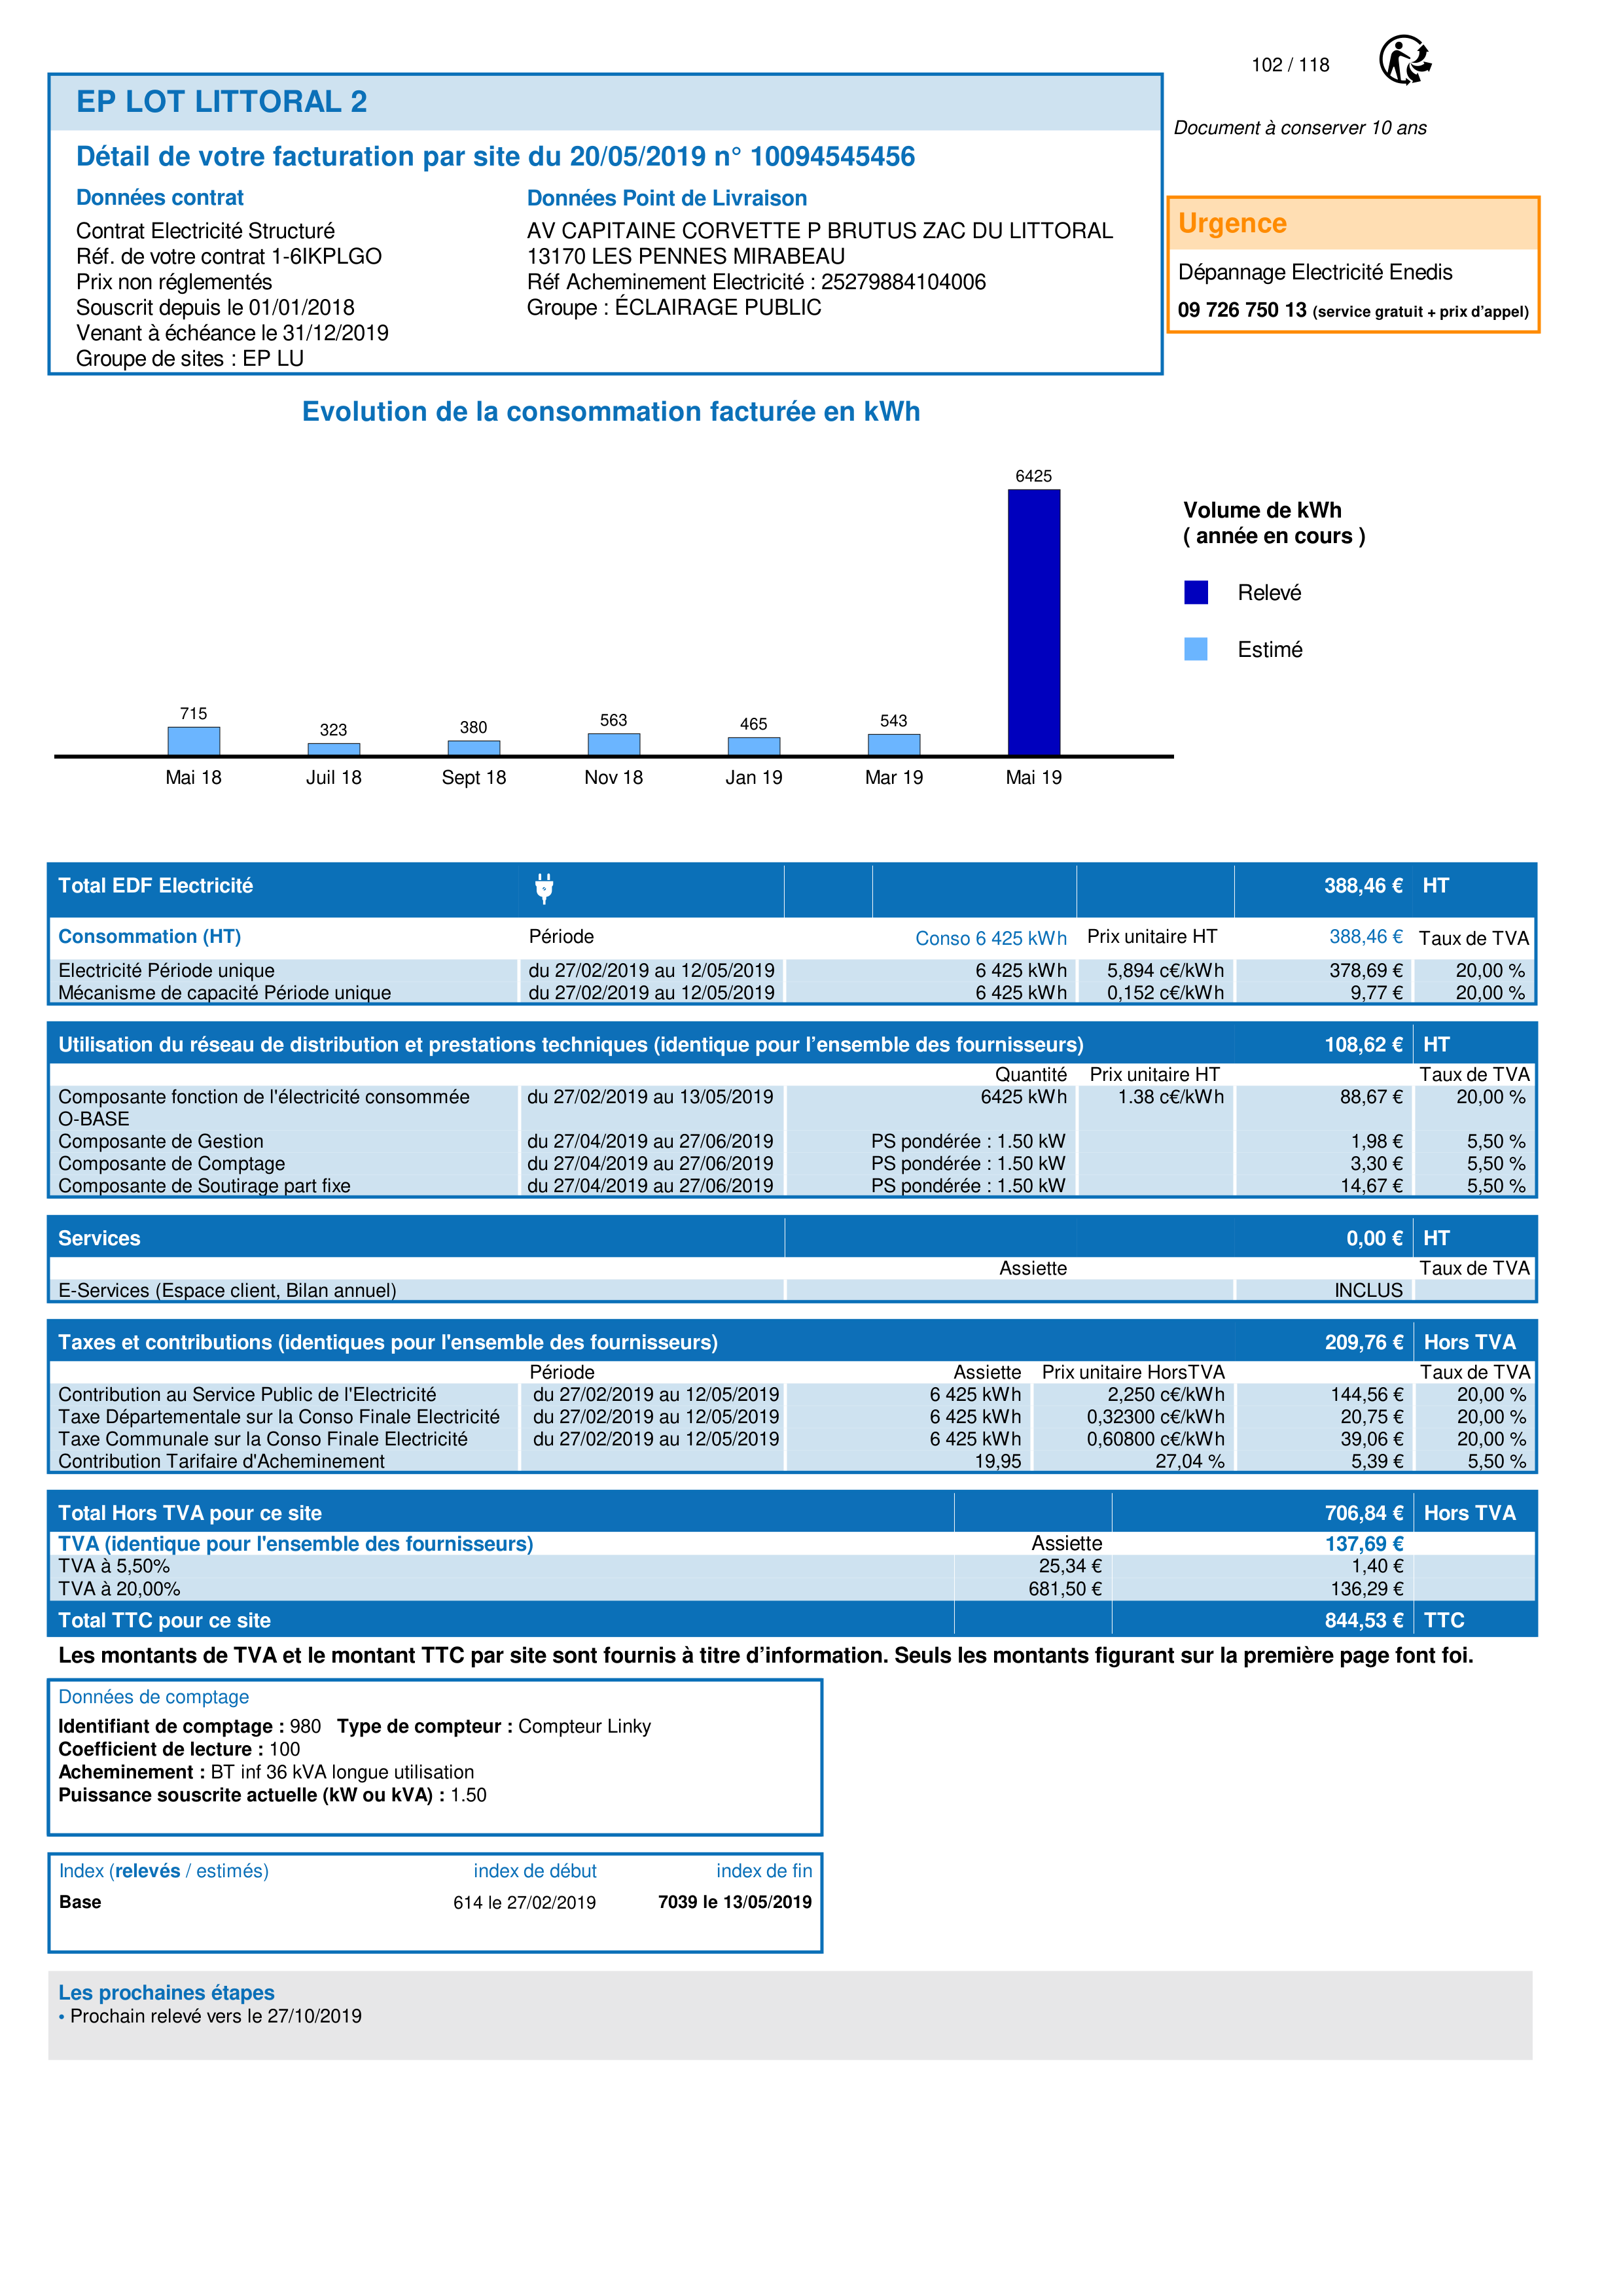 102 / 118
EP LOT LITTORAL 2
Document à conserver 10 ans
Détail de votre facturation par site du 20/05/2019 n° 10094545456
Données contrat
Contrat Electricité Structuré
Réf. de votre contrat 1-6IKPLGO
Prix non réglementés
Souscrit depuis le 01/01/2018
Venant à échéance le 31/12/2019
Groupe de sites : EP LU
Données Point de Livraison
AV CAPITAINE CORVETTE P BRUTUS ZAC DU LITTORAL
13170 LES PENNES MIRABEAU
Réf Acheminement Electricité : 25279884104006
Groupe : ÉCLAIRAGE PUBLIC
Urgence
Dépannage Electricité Enedis
09 726 750 13 (service gratuit + prix d'appel)
Evolution de la consommation facturée en kWh
715 323 380 563 465 543 6425
Mai 18 Juil 18 Sept 18 Nov 18 Jan 19 Mar 19 Mai 19
Volume de kWh
( année en cours )
Relevé
Estimé
Total EDF Electricité 388,46 € HT
Consommation (HT) Période Conso 6 425 kWh Prix unitaire HT 388,46 € Taux de TVA
Electricité Période unique du 27/02/2019 au 12/05/2019 6 425 kWh 5,894 c€/kWh 378,69 € 20,00 %
Mécanisme de capacité Période unique du 27/02/2019 au 12/05/2019 6 425 kWh 0,152 c€/kWh 9,77 € 20,00 %
Utilisation du réseau de distribution et prestations techniques (identique pour l'ensemble des fournisseurs) 108,62 € HT
Quantité Prix unitaire HT Taux de TVA
Composante fonction de l'électricité consommée du 27/02/2019 au 13/05/2019 6425 kWh 1.38 c€/kWh 88,67 € 20,00 %
O-BASE
Composante de Gestion du 27/04/2019 au 27/06/2019 PS pondérée : 1.50 kW 1,98 € 5,50 %
Composante de Comptage du 27/04/2019 au 27/06/2019 PS pondérée : 1.50 kW 3,30 € 5,50 %
Composante de Soutirage part fixe du 27/04/2019 au 27/06/2019 PS pondérée : 1.50 kW 14,67 € 5,50 %
Services 0,00 € HT
Assiette Taux de TVA
E-Services (Espace client, Bilan annuel) INCLUS
Taxes et contributions (identiques pour l'ensemble des fournisseurs) 209,76 € Hors TVA
Période Assiette Prix unitaire HorsTVA Taux de TVA
Contribution au Service Public de l'Electricité du 27/02/2019 au 12/05/2019 6 425 kWh 2,250 c€/kWh 144,56 € 20,00 %
Taxe Départementale sur la Conso Finale Electricité du 27/02/2019 au 12/05/2019 6 425 kWh 0,32300 c€/kWh 20,75 € 20,00 %
Taxe Communale sur la Conso Finale Electricité du 27/02/2019 au 12/05/2019 6 425 kWh 0,60800 c€/kWh 39,06 € 20,00 %
Contribution Tarifaire d'Acheminement 19,95 27,04 % 5,39 € 5,50 %
Total Hors TVA pour ce site 706,84 € Hors TVA
TVA (identique pour l'ensemble des fournisseurs) Assiette 137,69 €
TVA à 5,50% 25,34 € 1,40 €
TVA à 20,00% 681,50 € 136,29 €
Total TTC pour ce site 844,53 € TTC
Les montants de TVA et le montant TTC par site sont fournis à titre d'information. Seuls les montants figurant sur la première page font foi.
Données de comptage
Identifiant de comptage : 980 Type de compteur : Compteur Linky
Coefficient de lecture : 100
Acheminement : BT inf 36 kVA longue utilisation
Puissance souscrite actuelle (kW ou kVA) : 1.50
Index (relevés / estimés) index de début index de fin
Base 614 le 27/02/2019 7039 le 13/05/2019
Les prochaines étapes
• Prochain relevé vers le 27/10/2019